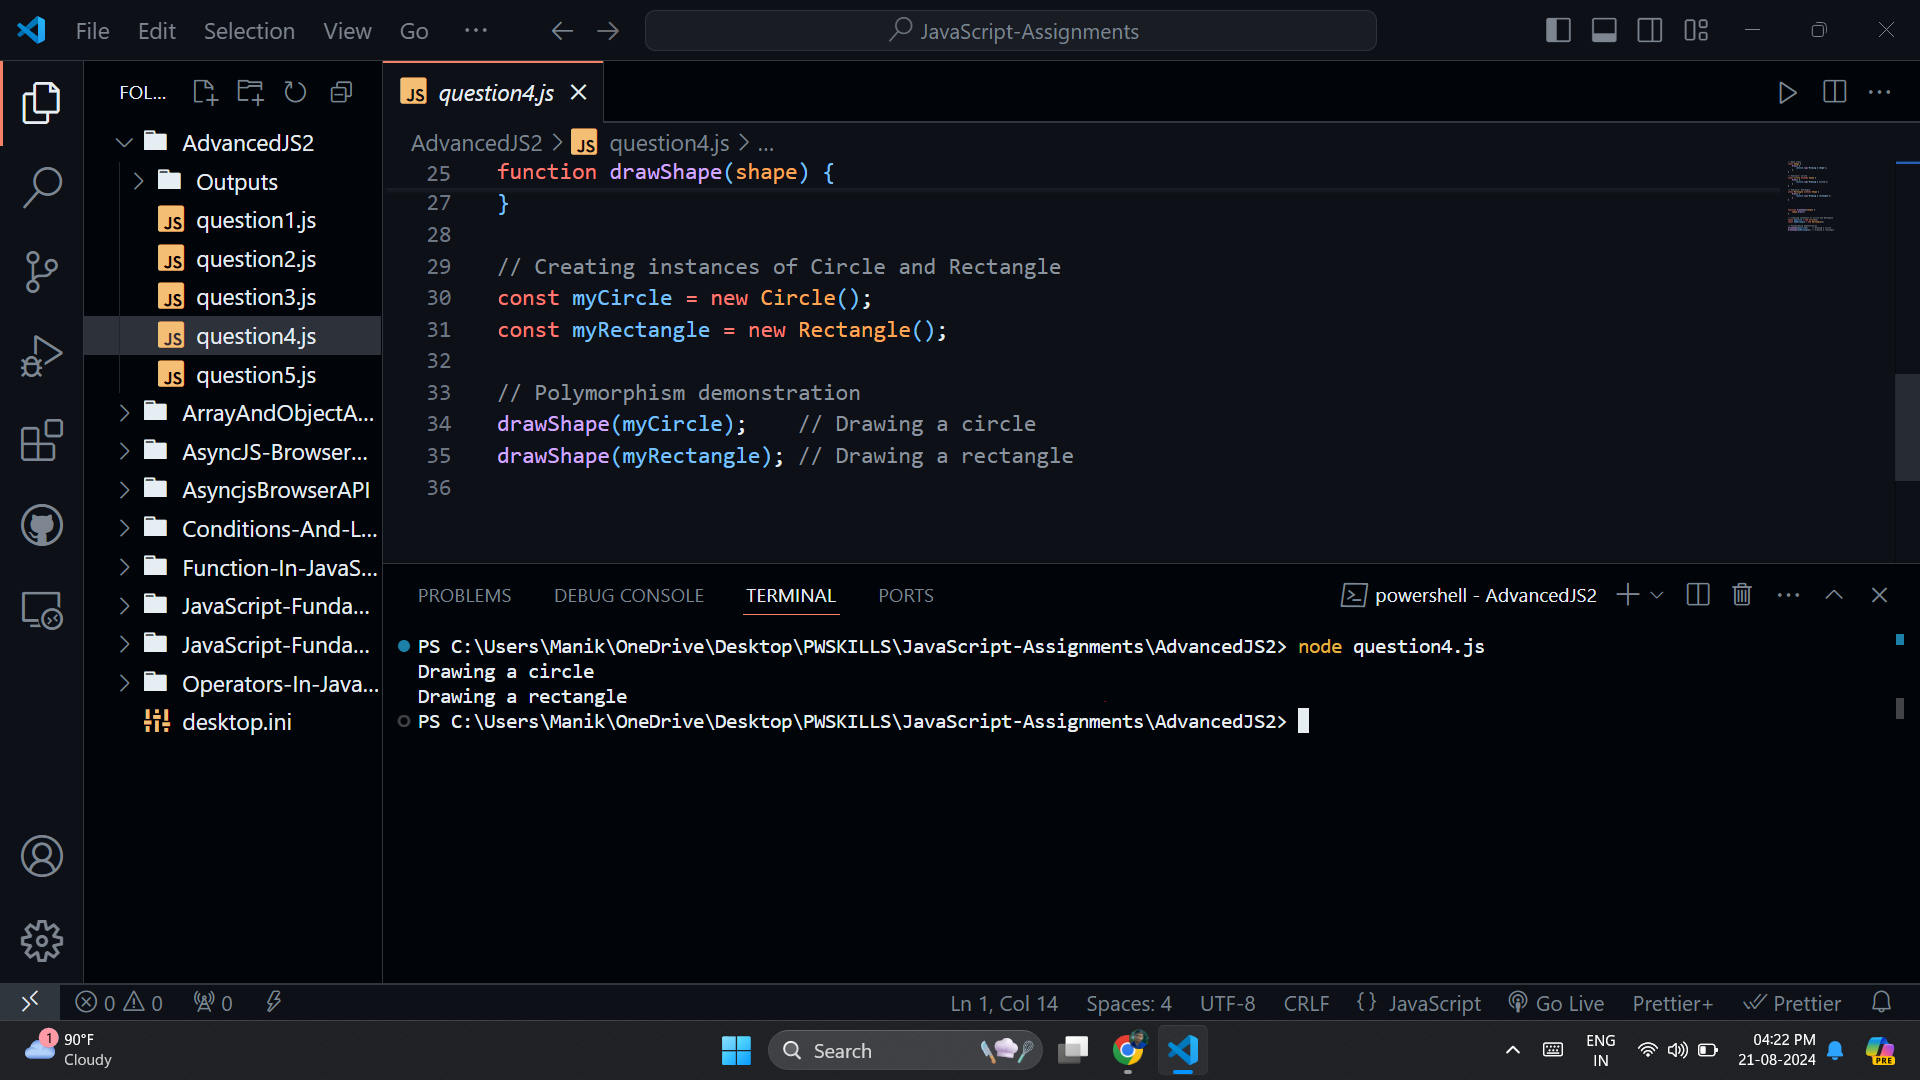 File Edit Selection View Go ··· JavaScript-Assignments
FOL...
AdvancedJS2
Outputs
question1.js
question2.js
question3.js
question4.js
question5.js
ArrayAndObjectA...
AsyncJS-Browser...
AsyncjsBrowserAPI
Conditions-And-L...
Function-In-JavaS...
JavaScript-Funda...
JavaScript-Funda...
Operators-In-Java...
desktop.ini
JS question4.js
AdvancedJS2 > JS question4.js > ...
25 function drawShape(shape) {
27 }
28
29 // Creating instances of Circle and Rectangle
30 const myCircle = new Circle();
31 const myRectangle = new Rectangle();
32
33 // Polymorphism demonstration
34 drawShape(myCircle);    // Drawing a circle
35 drawShape(myRectangle); // Drawing a rectangle
36
PROBLEMS DEBUG CONSOLE TERMINAL PORTS powershell - AdvancedJS2
PS C:\Users\Manik\OneDrive\Desktop\PWSKILLS\JavaScript-Assignments\AdvancedJS2> node question4.js
Drawing a circle
Drawing a rectangle
PS C:\Users\Manik\OneDrive\Desktop\PWSKILLS\JavaScript-Assignments\AdvancedJS2>
0 0 0 Ln 1, Col 14 Spaces: 4 UTF-8 CRLF {} JavaScript Go Live Prettier+ Prettier
1 90°F
Cloudy
Search
ENG
IN
04:22 PM
21-08-2024
PRE